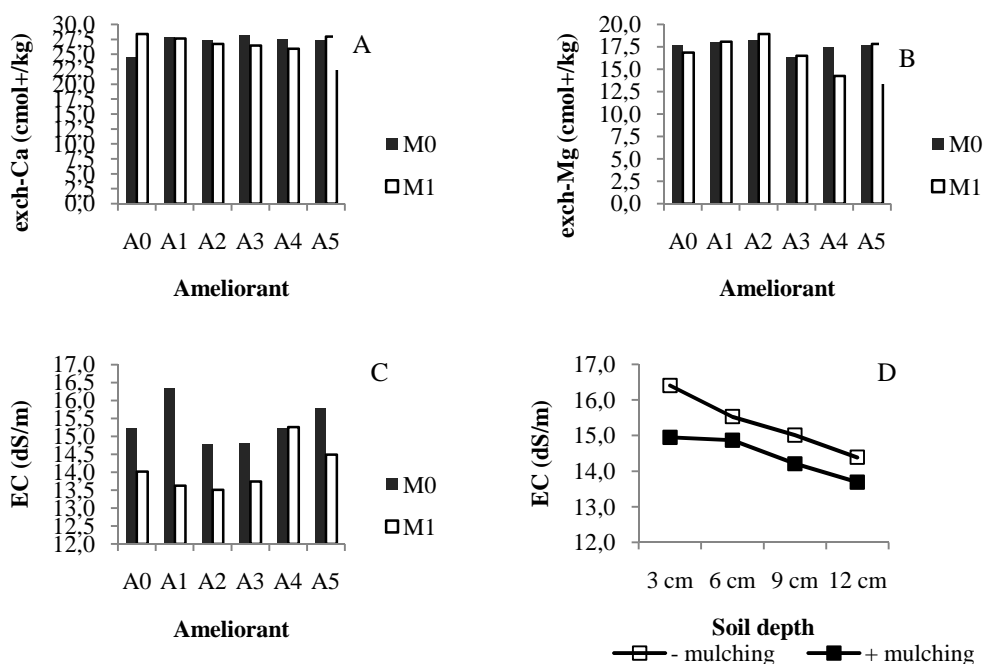 exch-Ca (cmol+/kg)
30,0
27,5
25,0
22,5
20,0
17,5
15,0
12,5
10,0
7,5
5,0
2,5
0,0
A
M0
M1
A0 A1 A2 A3 A4 A5
Ameliorant
exch-Mg (cmol+/kg)
20,0
17,5
15,0
12,5
10,0
7,5
5,0
2,5
0,0
B
M0
M1
A0 A1 A2 A3 A4 A5
Ameliorant
EC (dS/m)
17,0
16,5
16,0
15,5
15,0
14,5
14,0
13,5
13,0
12,5
12,0
C
M0
M1
A0 A1 A2 A3 A4 A5
Ameliorant
EC (dS/m)
17,0
16,0
15,0
14,0
13,0
12,0
D
3 cm 6 cm 9 cm 12 cm
Soil depth
- mulching + mulching